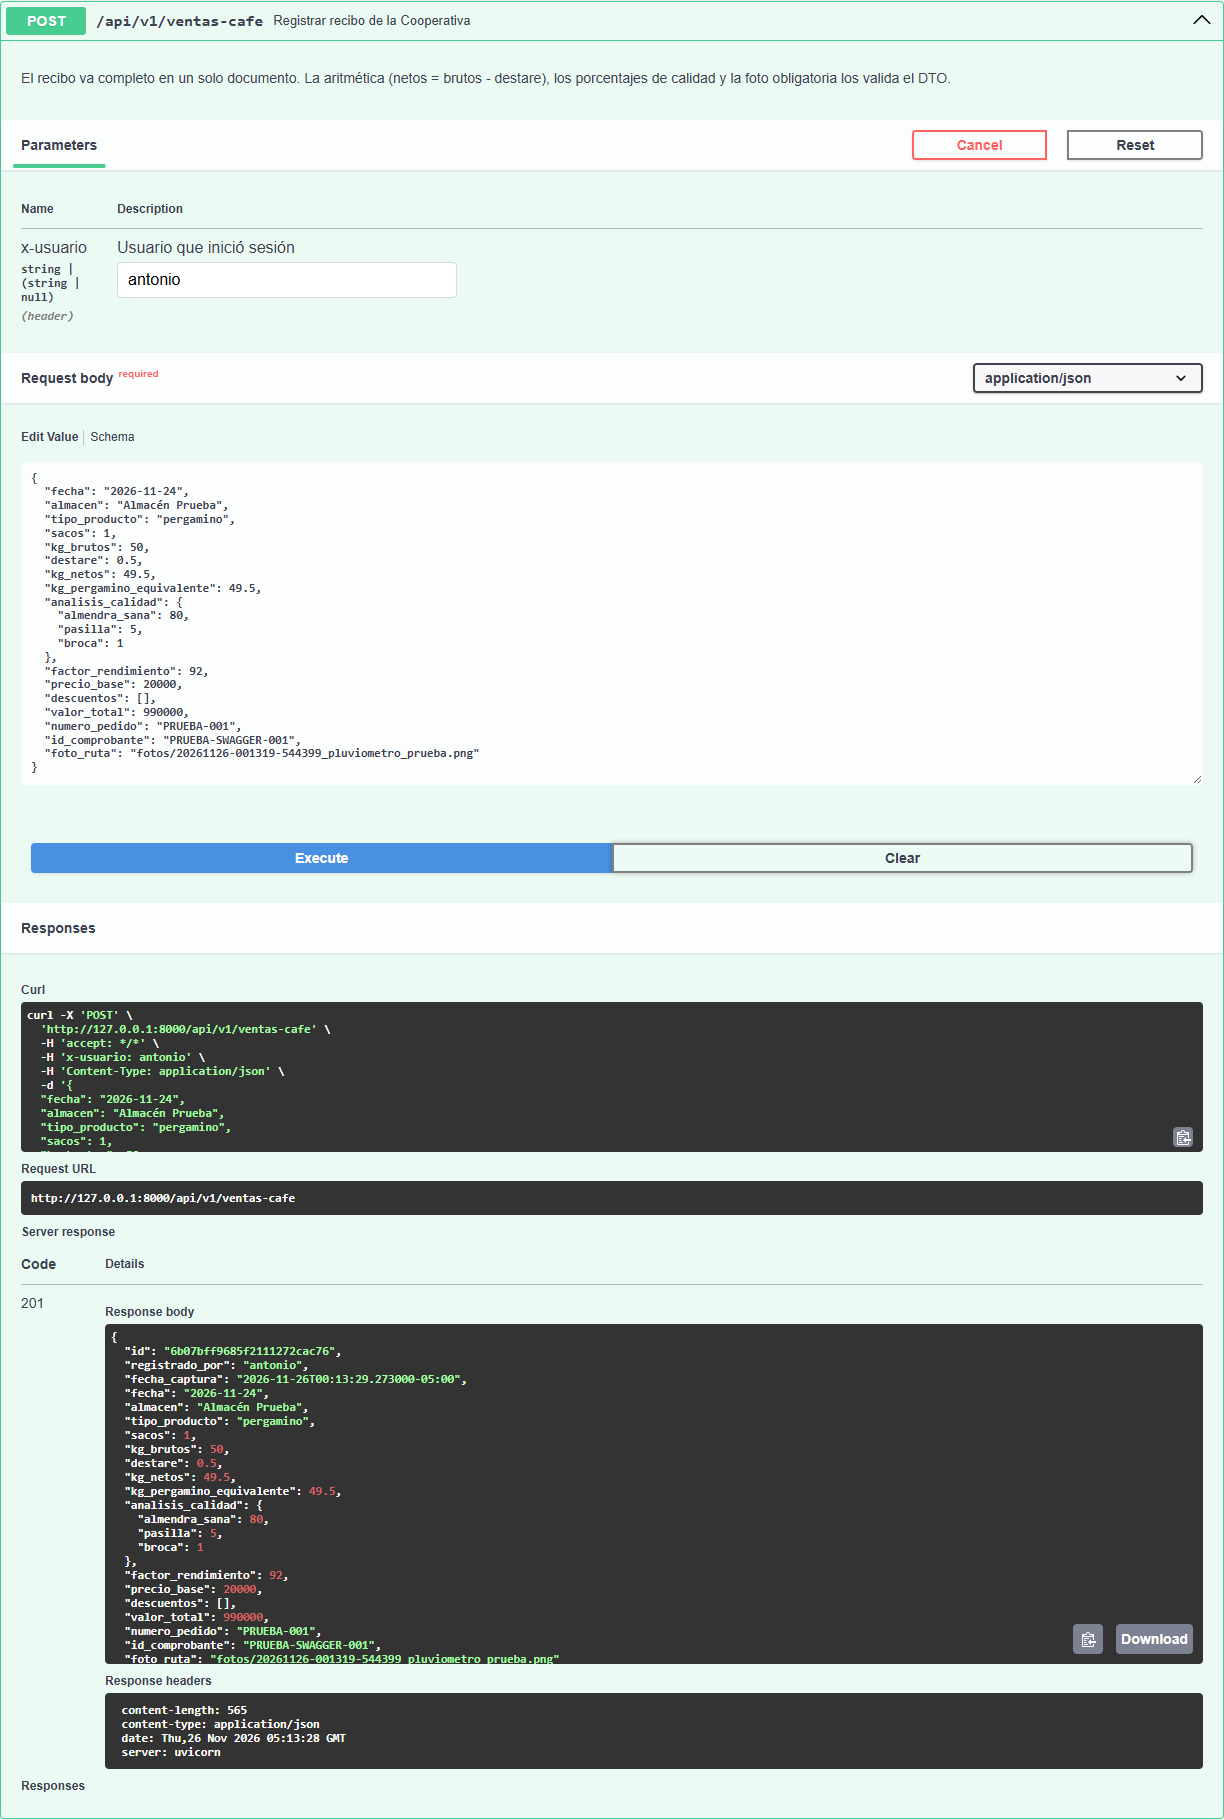 POST /api/v1/ventas-cafe Registrar recibo de la Cooperativa
El recibo va completo en un solo documento. La aritmética (netos = brutos - destare), los porcentajes de calidad y la foto obligatoria los valida el DTO.
Parameters
Cancel
Reset
Name Description
x-usuario Usuario que inició sesión
string |
(string |
null)
(header)
antonio
Request body required
application/json
Edit Value Schema
{
  "fecha": "2026-11-24",
  "almacen": "Almacén Prueba",
  "tipo_producto": "pergamino",
  "sacos": 1,
  "kg_brutos": 50,
  "destare": 0.5,
  "kg_netos": 49.5,
  "kg_pergamino_equivalente": 49.5,
  "analisis_calidad": {
    "almendra_sana": 80,
    "pasilla": 5,
    "broca": 1
  },
  "factor_rendimiento": 92,
  "precio_base": 20000,
  "descuentos": [],
  "valor_total": 990000,
  "numero_pedido": "PRUEBA-001",
  "id_comprobante": "PRUEBA-SWAGGER-001",
  "foto_ruta": "fotos/20261126-001319-544399_pluviometro_prueba.png"
}
Execute
Clear
Responses
Curl
curl -X 'POST' \
  'http://127.0.0.1:8000/api/v1/ventas-cafe' \
  -H 'accept: */*' \
  -H 'x-usuario: antonio' \
  -H 'Content-Type: application/json' \
  -d '{
  "fecha": "2026-11-24",
  "almacen": "Almacén Prueba",
  "tipo_producto": "pergamino",
  "sacos": 1,
Request URL
http://127.0.0.1:8000/api/v1/ventas-cafe
Server response
Code Details
201
Response body
{
  "id": "6b07bff9685f2111272cac76",
  "registrado_por": "antonio",
  "fecha_captura": "2026-11-26T00:13:29.273000-05:00",
  "fecha": "2026-11-24",
  "almacen": "Almacén Prueba",
  "tipo_producto": "pergamino",
  "sacos": 1,
  "kg_brutos": 50,
  "destare": 0.5,
  "kg_netos": 49.5,
  "kg_pergamino_equivalente": 49.5,
  "analisis_calidad": {
    "almendra_sana": 80,
    "pasilla": 5,
    "broca": 1
  },
  "factor_rendimiento": 92,
  "precio_base": 20000,
  "descuentos": [],
  "valor_total": 990000,
  "numero_pedido": "PRUEBA-001",
  "id_comprobante": "PRUEBA-SWAGGER-001",
  "foto_ruta": "fotos/20261126-001319-544399_pluviometro_prueba.png"
Download
Response headers
content-length: 565
content-type: application/json
date: Thu,26 Nov 2026 05:13:28 GMT
server: uvicorn
Responses